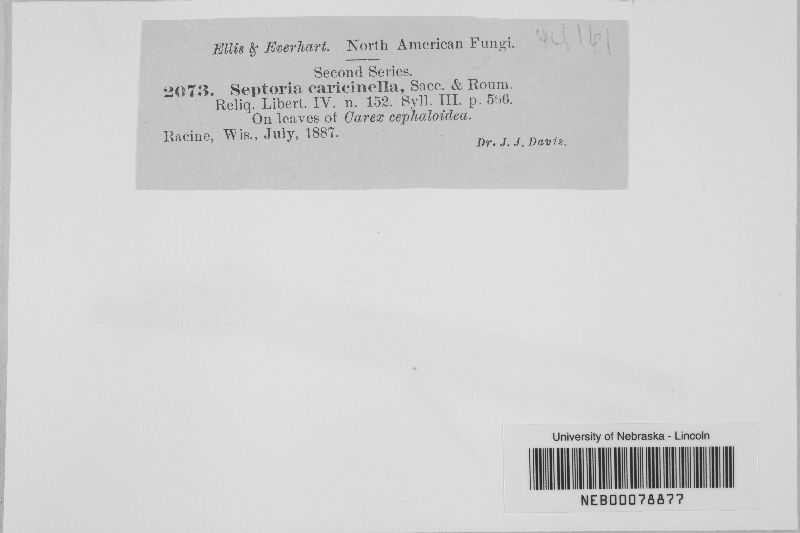 Ellis & Everhart. North American Fungi.
Second Series.
2073. Septoria caricinella, Sacc. & Roum.
Reliq. Libert. IV. n. 152. Syll. III. p. 566.
On leaves of Carex cephaloidea.
Racine, Wis., July, 1887.
Dr. J. J. Davis.
University of Nebraska - Lincoln
NEB00078877